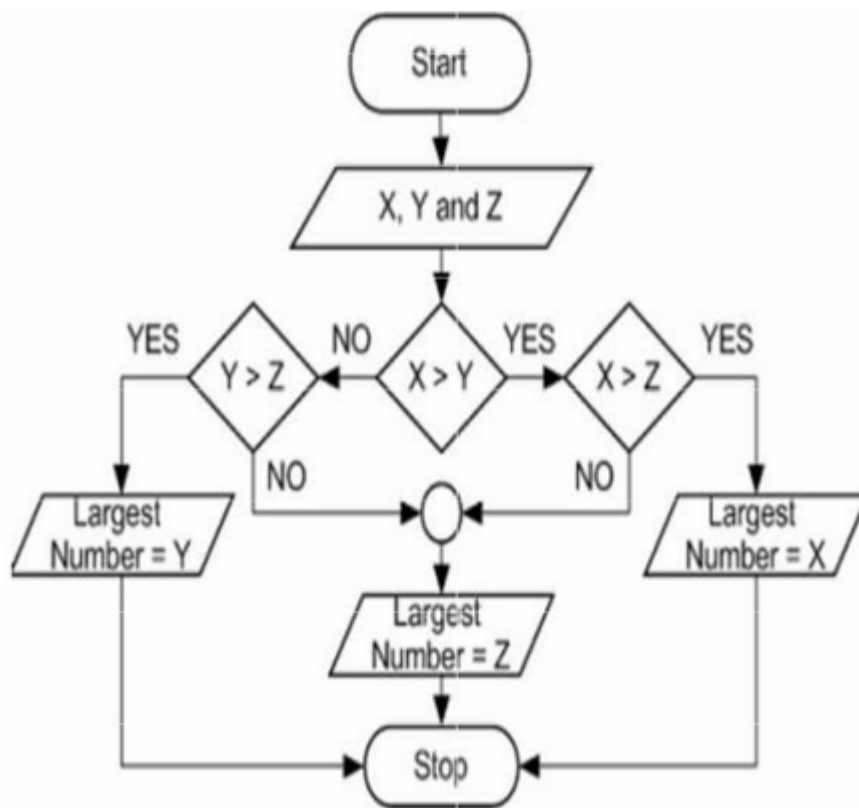 Start
X, Y and Z
YES
NO
YES
YES
Y > Z
X > Y
X > Z
NO
NO
Largest
Number = Y
Largest
Number = X
Largest
Number = Z
Stop